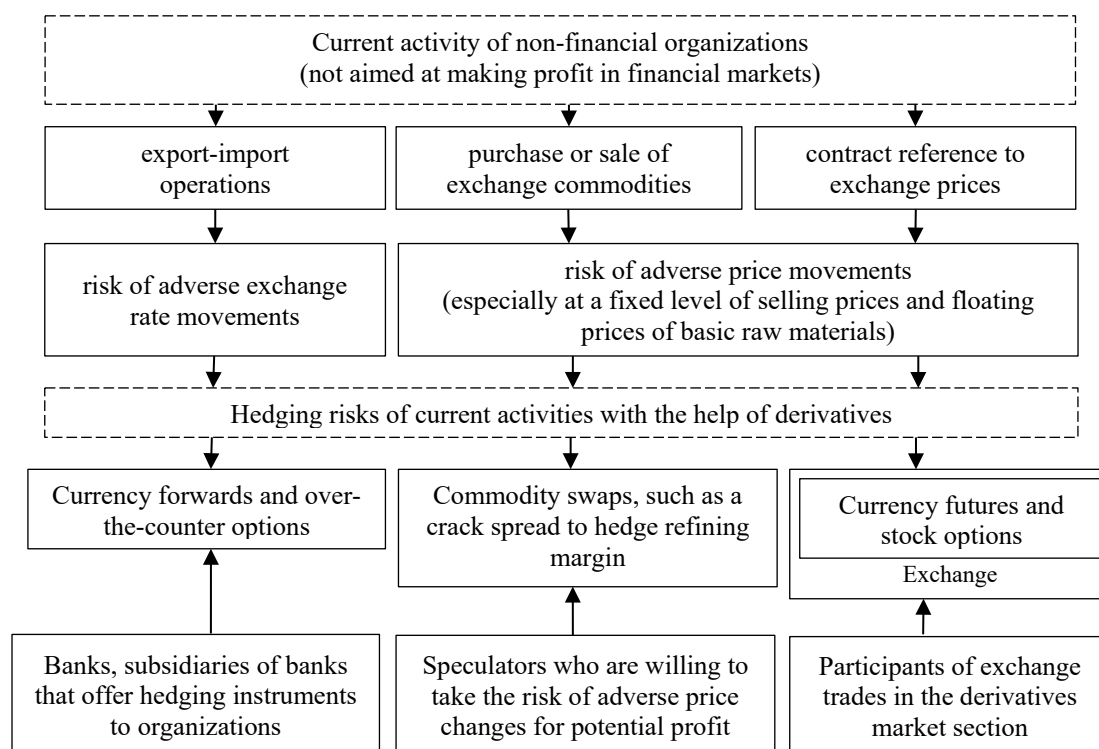 Current activity of non-financial organizations
(not aimed at making profit in financial markets)
export-import
operations
purchase or sale of
exchange commodities
contract reference to
exchange prices
risk of adverse exchange
rate movements
risk of adverse price movements
(especially at a fixed level of selling prices and floating
prices of basic raw materials)
Hedging risks of current activities with the help of derivatives
Currency forwards and over-
the-counter options
Commodity swaps, such as a
crack spread to hedge refining
margin
Currency futures and
stock options
Exchange
Banks, subsidiaries of banks
that offer hedging instruments
to organizations
Speculators who are willing to
take the risk of adverse price
changes for potential profit
Participants of exchange
trades in the derivatives
market section